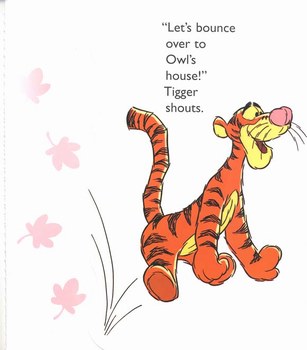 “Let’s bounce
over to
Owl’s
house!”
Tigger
shouts.